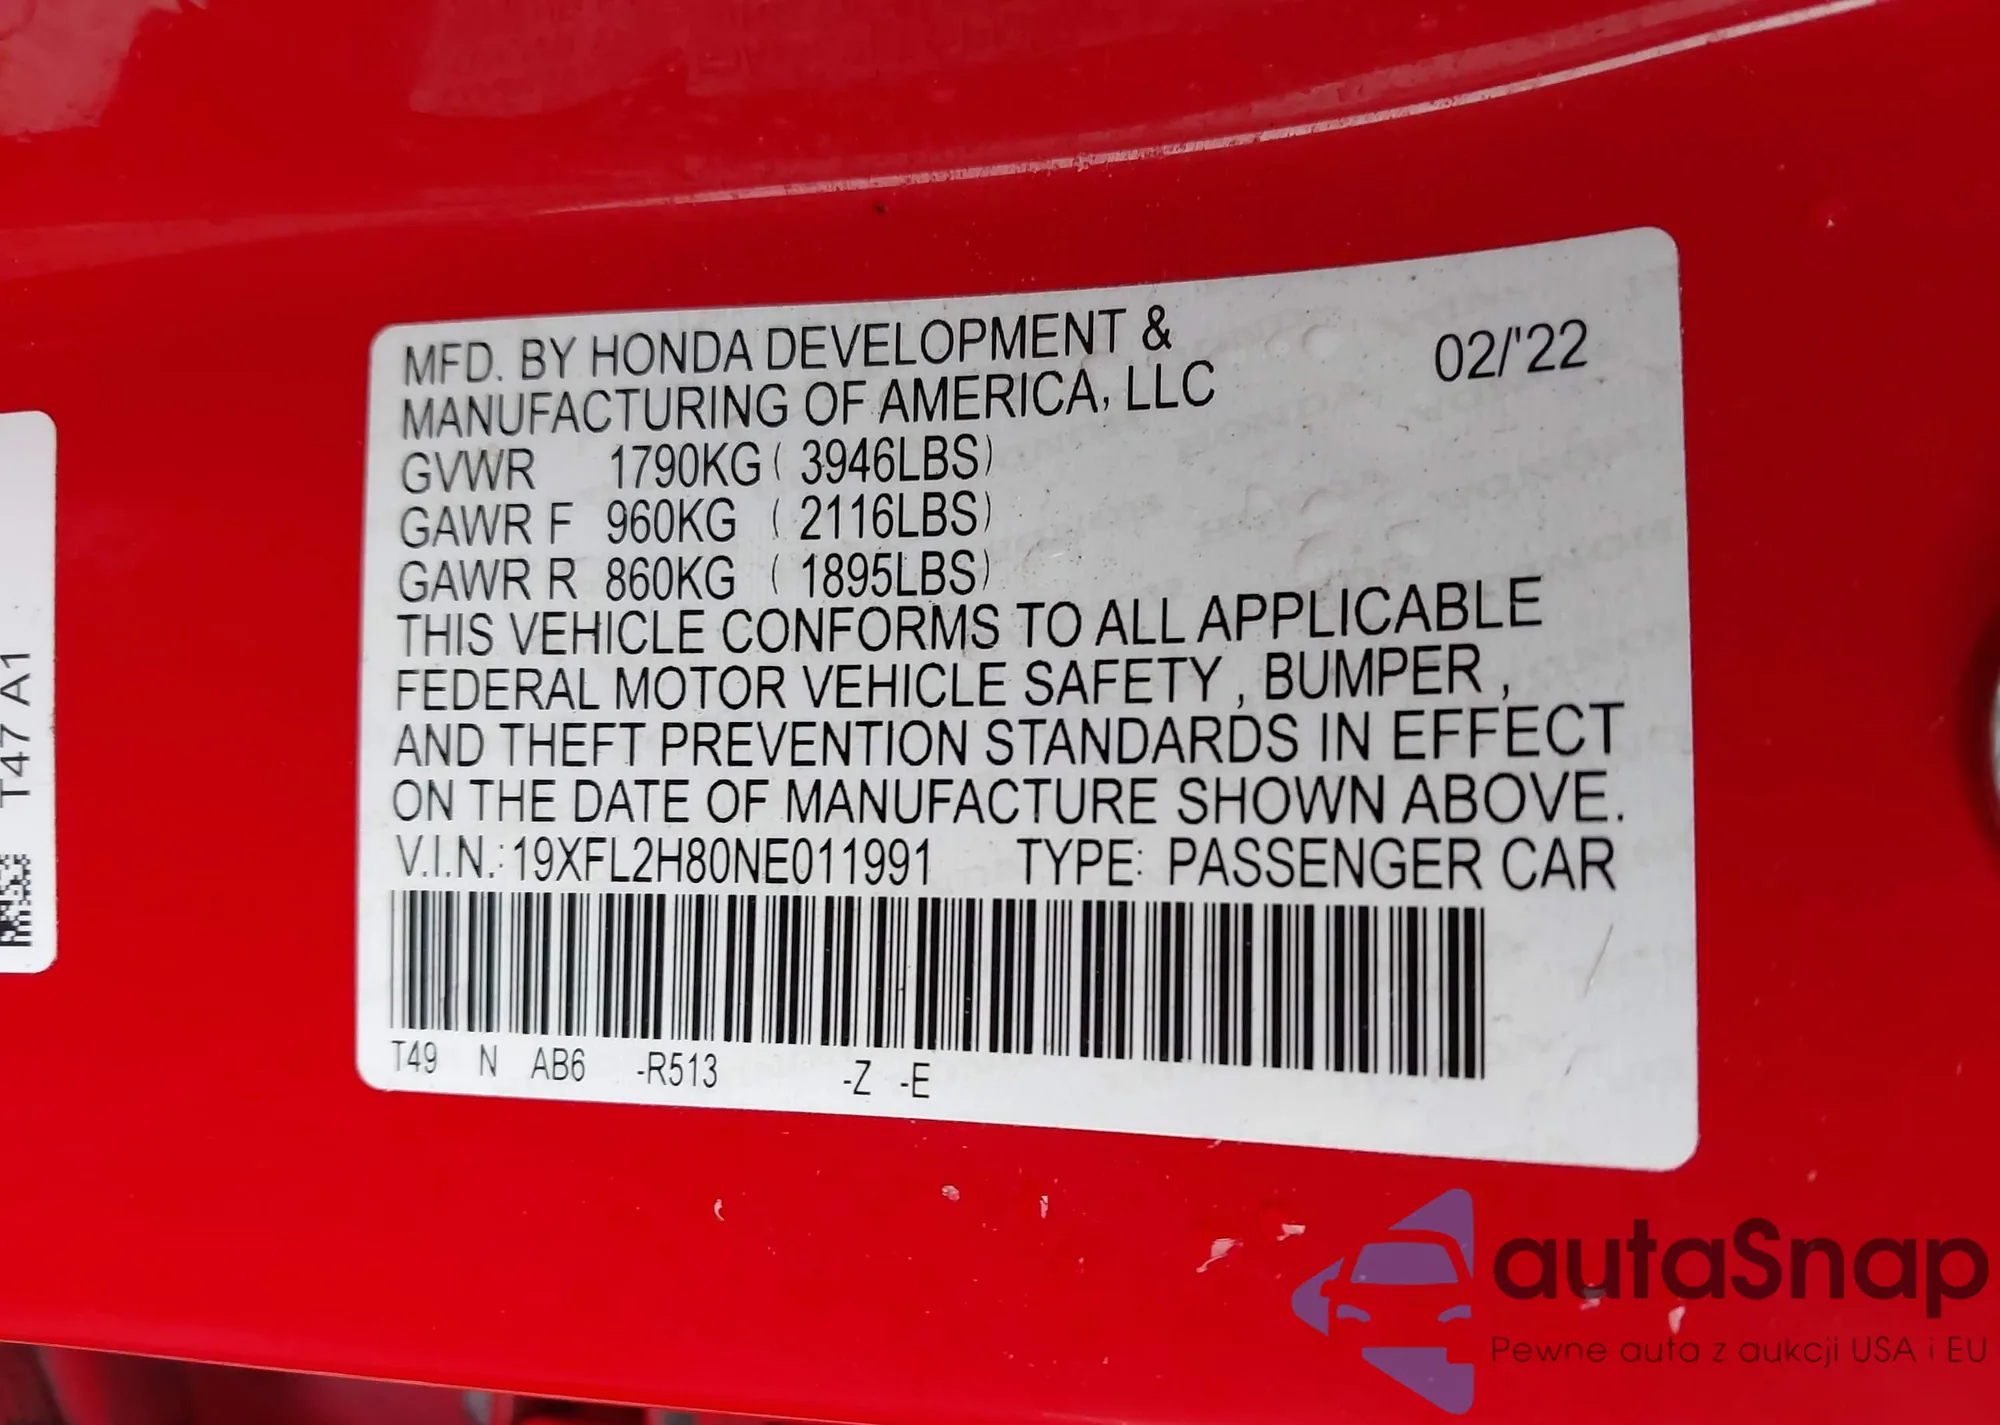 MFD. BY HONDA DEVELOPMENT & 02/'22
MANUFACTURING OF AMERICA, LLC
GVWR 1790KG ( 3946LBS)
GAWR F 960KG ( 2116LBS)
GAWR R 860KG ( 1895LBS)
THIS VEHICLE CONFORMS TO ALL APPLICABLE
FEDERAL MOTOR VEHICLE SAFETY , BUMPER ,
AND THEFT PREVENTION STANDARDS IN EFFECT
ON THE DATE OF MANUFACTURE SHOWN ABOVE.
V.I.N.: 19XFL2H80NE011991 TYPE: PASSENGER CAR
T49 N AB6 -R513 -Z -E
T47 A1
autaSnap
Pewne auta z aukcji USA i EU